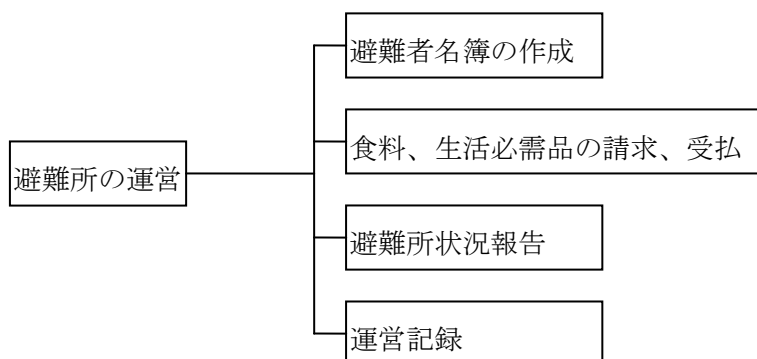 避難所の運営
避難者名簿の作成
食料、生活必需品の請求、受払
避難所状況報告
運営記録